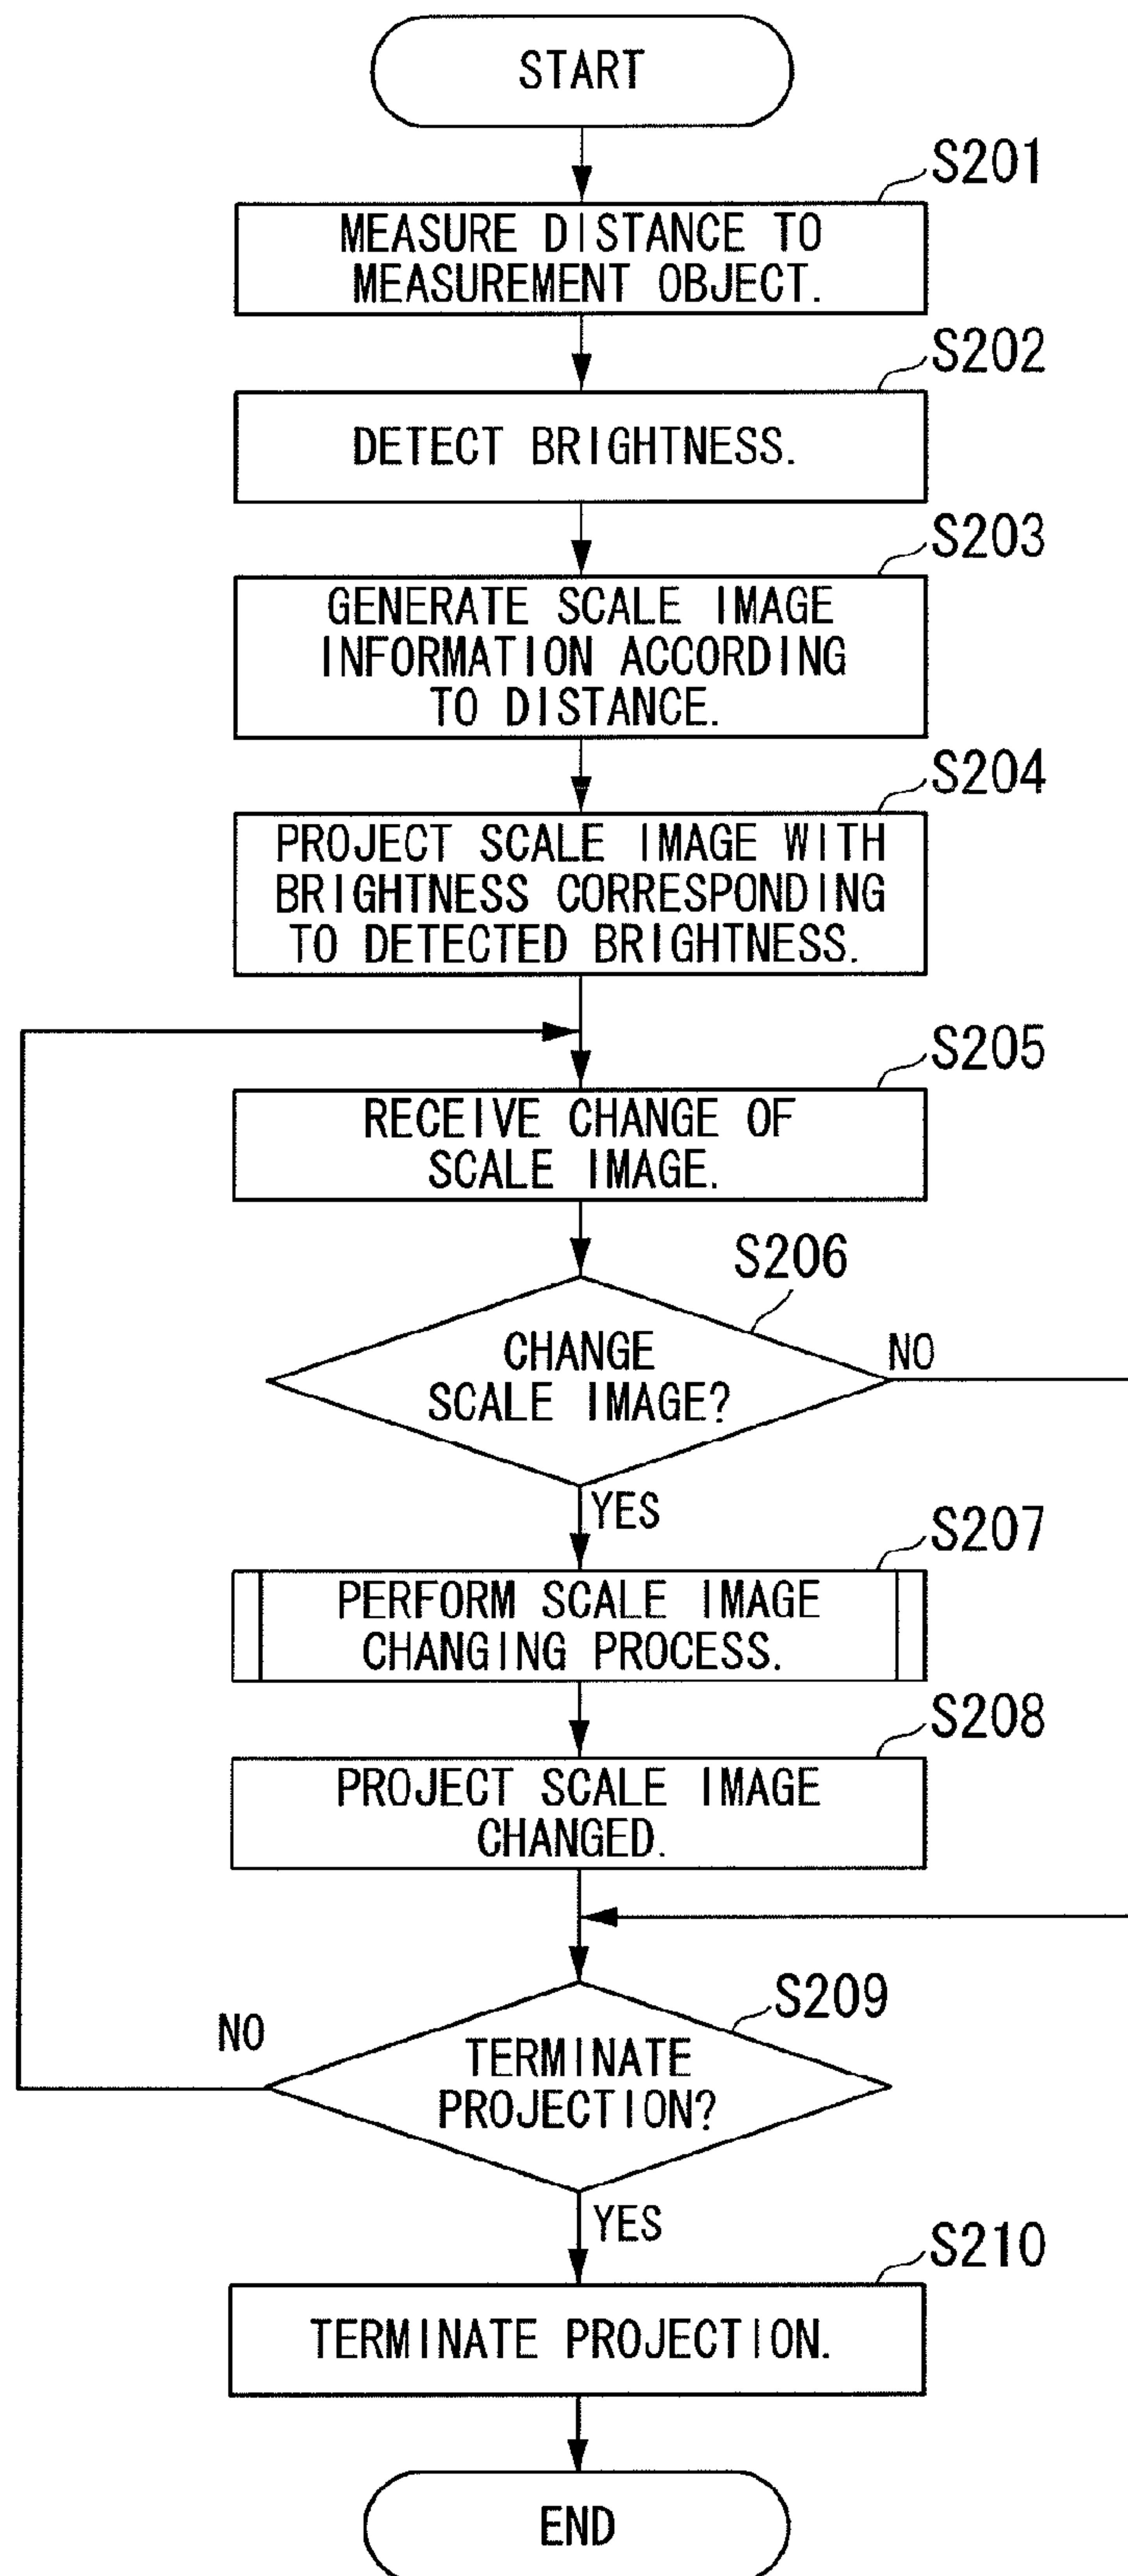 START
S201
MEASURE DISTANCE TO
MEASUREMENT OBJECT.
S202
DETECT BRIGHTNESS.
S203
GENERATE SCALE IMAGE
INFORMATION ACCORDING
TO DISTANCE.
S204
PROJECT SCALE IMAGE WITH
BRIGHTNESS CORRESPONDING
TO DETECTED BRIGHTNESS.
S205
RECEIVE CHANGE OF
SCALE IMAGE.
S206
CHANGE
SCALE IMAGE?
NO
YES
S207
PERFORM SCALE IMAGE
CHANGING PROCESS.
S208
PROJECT SCALE IMAGE
CHANGED.
S209
NO
TERMINATE
PROJECTION?
YES
S210
TERMINATE PROJECTION.
END